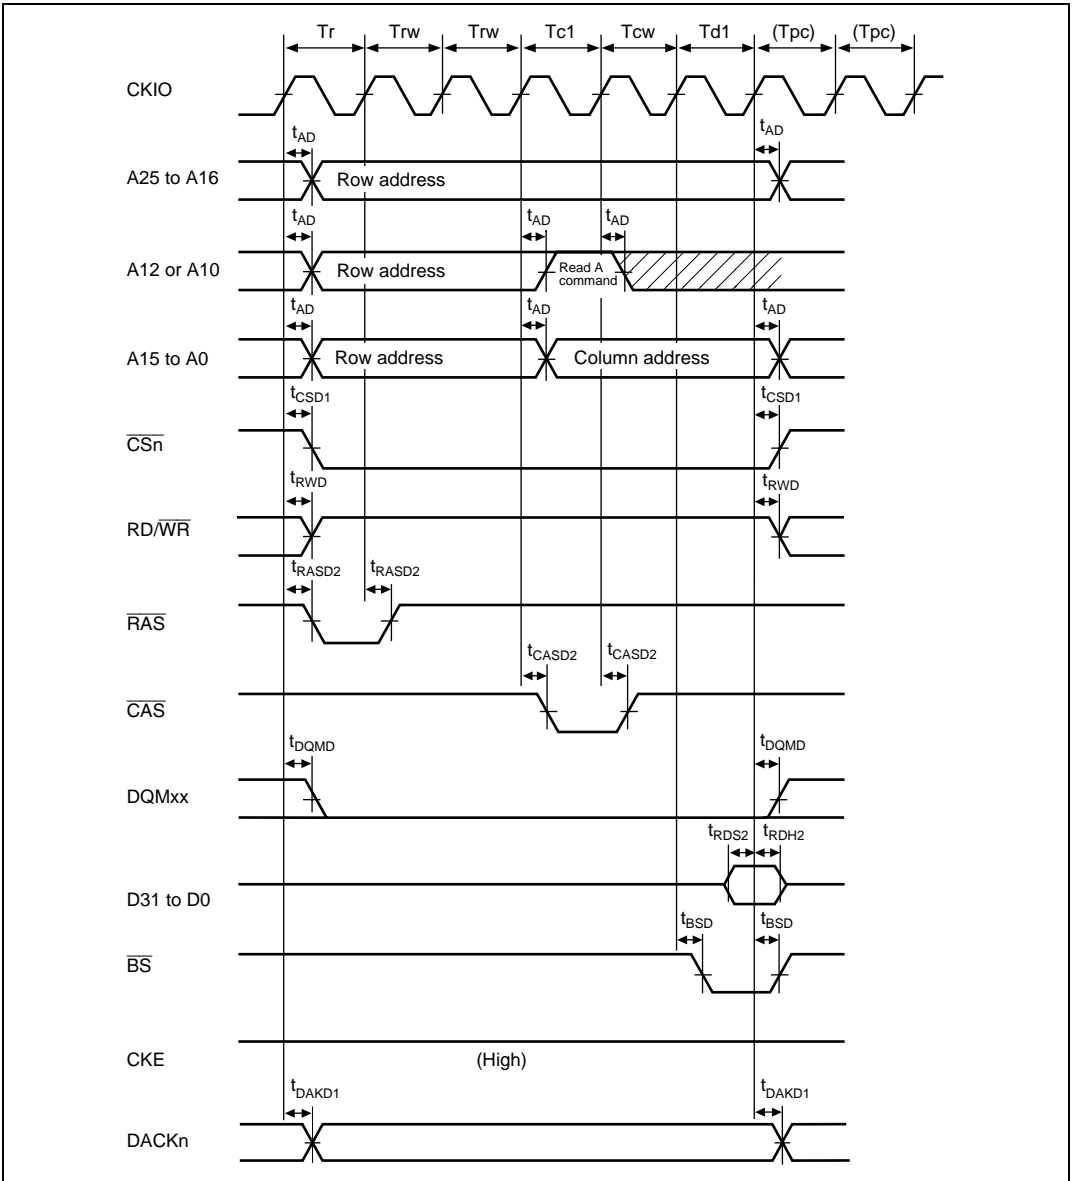 Tr Trw Trw Tc1 Tcw Td1 (Tpc) (Tpc)
CKIO
tAD tAD
A25 to A16 Row address
tAD tAD tAD
A12 or A10 Row address Read A command
tAD tAD tAD
A15 to A0 Row address Column address
tCSD1 tCSD1
CSn
tRWD tRWD
RD/WR
tRASD2 tRASD2
RAS
tCASD2 tCASD2
CAS
tDQMD tDQMD
DQMxx
tRDS2 tRDH2
D31 to D0
tBSD tBSD
BS
CKE (High)
tDAKD1 tDAKD1
DACKn